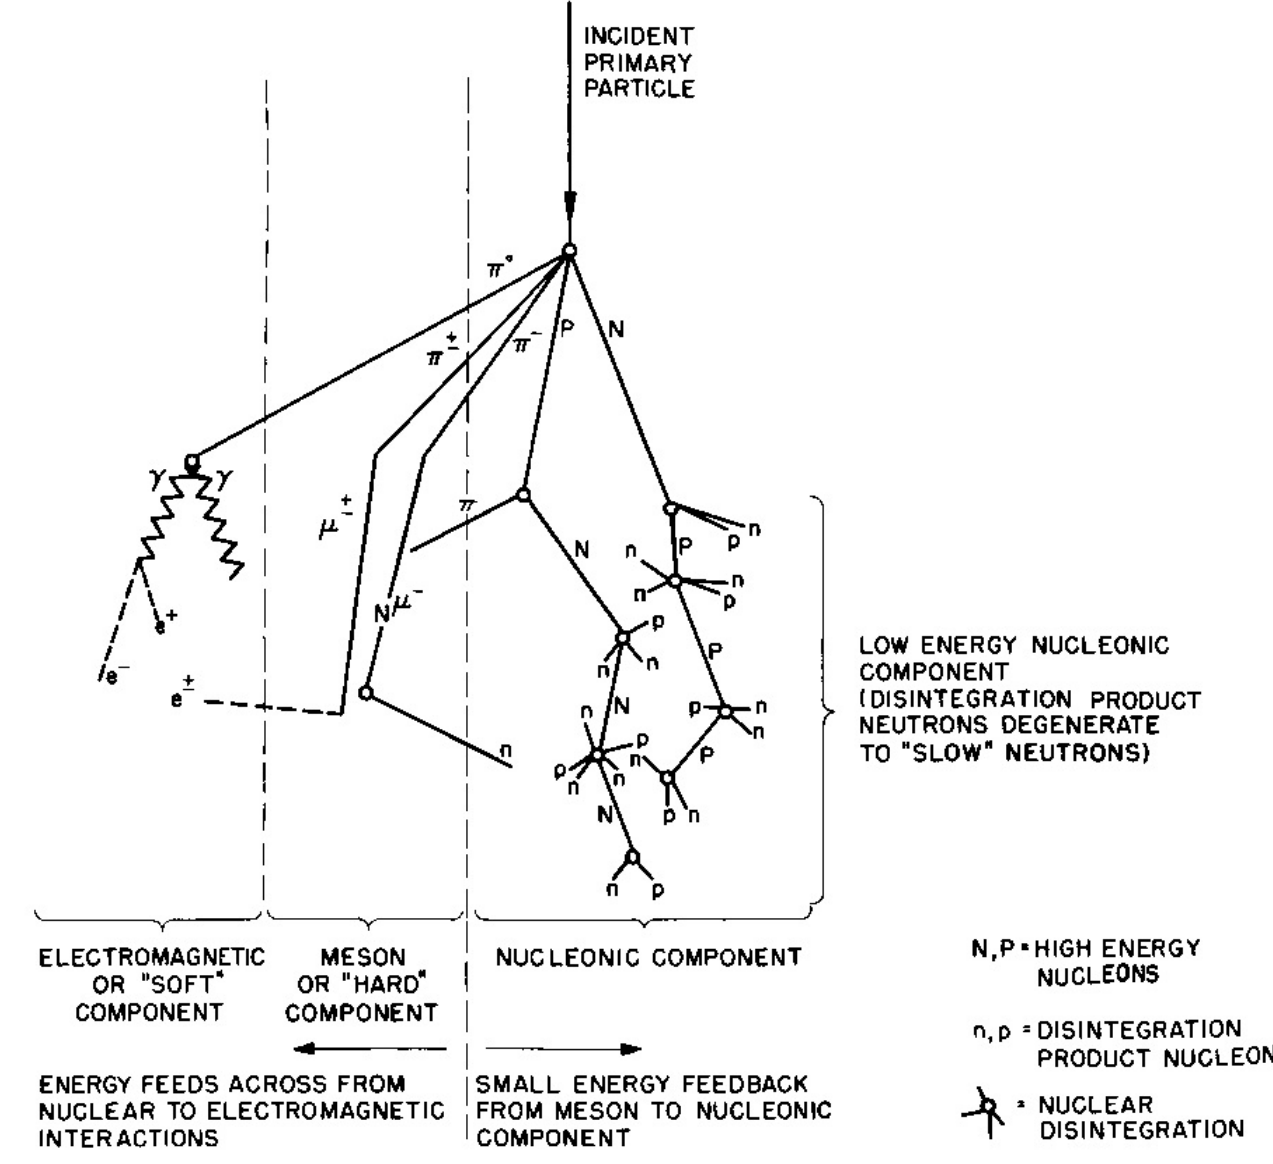 INCIDENT
PRIMARY
PARTICLE
π°
π±
π-
P
N
γ
γ
μ±
π
N
μ-
e+
e-
e±
n
N
p
n
n
N
n
p
n
n
p
n
N
n
p
n
p
P
n
n
n
p
P
p
n
n
P
n
p
n
LOW ENERGY NUCLEONIC
COMPONENT
(DISINTEGRATION PRODUCT
NEUTRONS DEGENERATE
TO "SLOW" NEUTRONS)
ELECTROMAGNETIC
OR "SOFT"
COMPONENT
MESON
OR "HARD"
COMPONENT
NUCLEONIC COMPONENT
ENERGY FEEDS ACROSS FROM
NUCLEAR TO ELECTROMAGNETIC
INTERACTIONS
SMALL ENERGY FEEDBACK
FROM MESON TO NUCLEONIC
COMPONENT
N,P = HIGH ENERGY
NUCLEONS
n,p = DISINTEGRATION
PRODUCT NUCLEON
= NUCLEAR
DISINTEGRATION